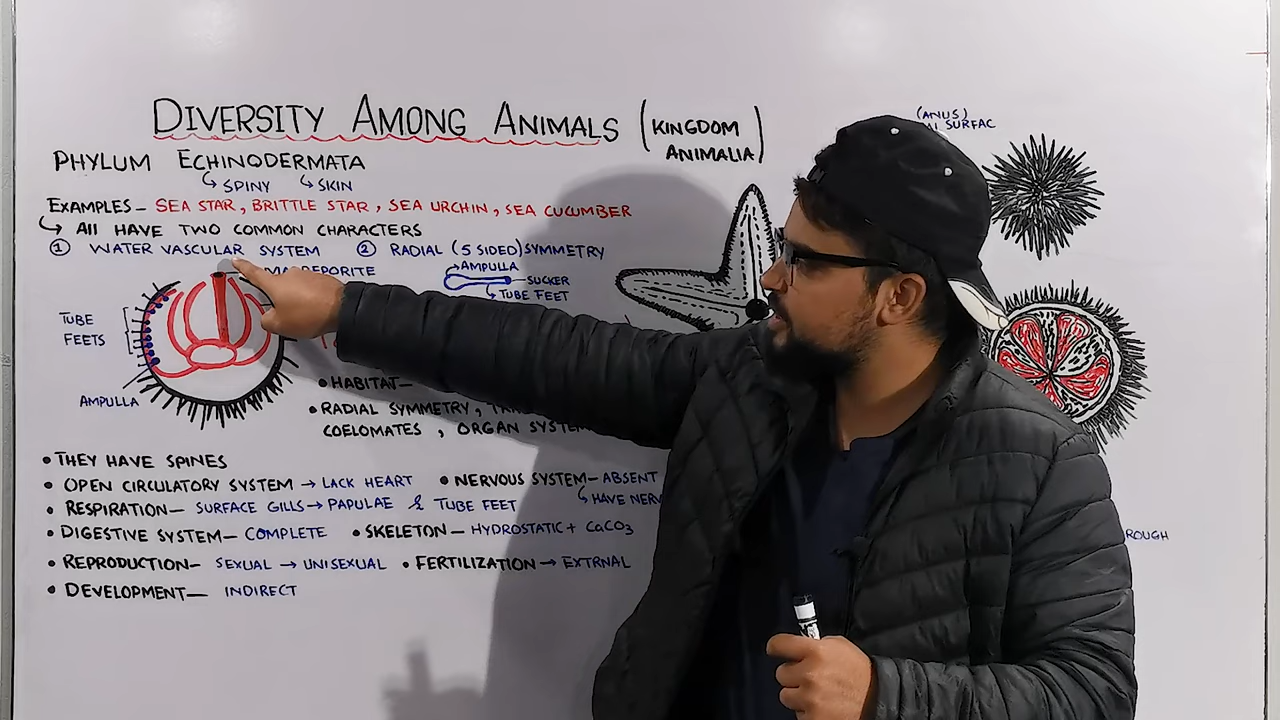 DIVERSITY AMONG ANIMALS (KINGDOM ANIMALIA)
(ANUS)
PHYLUM ECHINODERMATA
SPINY SKIN
EXAMPLES - SEA STAR, BRITTLE STAR, SEA URCHIN, SEA CUCUMBER
All HAVE TWO COMMON CHARACTERS
① WATER VASCULAR SYSTEM ② RADIAL (5 SIDED) SYMMETRY
AMPULLA
SUCKER
TUBE FEET
TUBE FEETS
AMPULLA
• HABITAT-
• RADIAL SYMMETRY,
COELOMATES, ORGAN
• THEY HAVE SPINES
• OPEN CIRCULATORY SYSTEM → LACK HEART • NERVOUS SYSTEM - ABSENT
HAVE
• RESPIRATION - SURFACE GILLS → PAPULAE & TUBE FEET
• DIGESTIVE SYSTEM - COMPLETE • SKELETON - HYDROSTATIC + CaCO3
• REPRODUCTION - SEXUAL → UNISEXUAL • FERTILIZATION → EXTRNAL
• DEVELOPMENT - INDIRECT